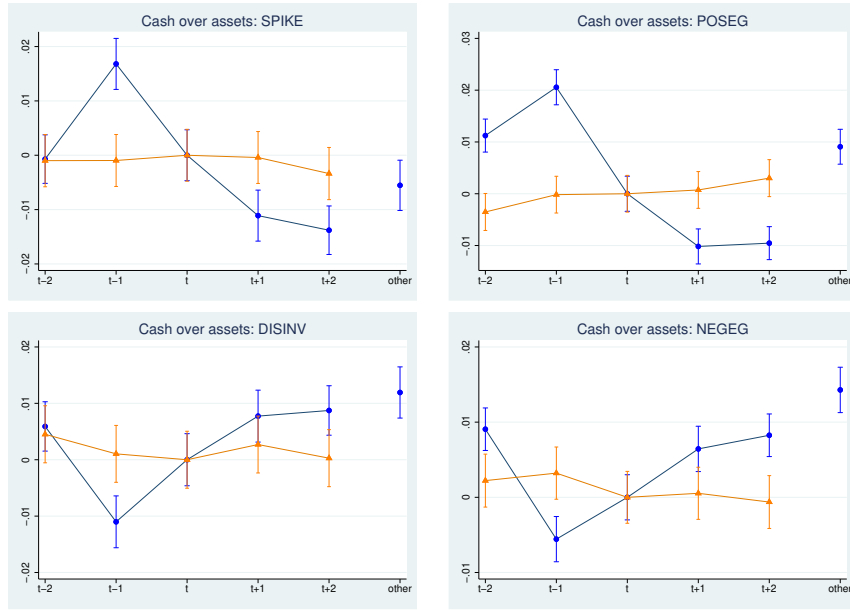 Cash over assets: SPIKE
.02
.01
0
−.01
−.02
t−2 t−1 t t+1 t+2 other
Cash over assets: POSEG
.03
.02
.01
0
−.01
t−2 t−1 t t+1 t+2 other
Cash over assets: DISINV
.02
.01
0
−.01
−.02
t−2 t−1 t t+1 t+2 other
Cash over assets: NEGEG
.02
.01
0
−.01
t−2 t−1 t t+1 t+2 other